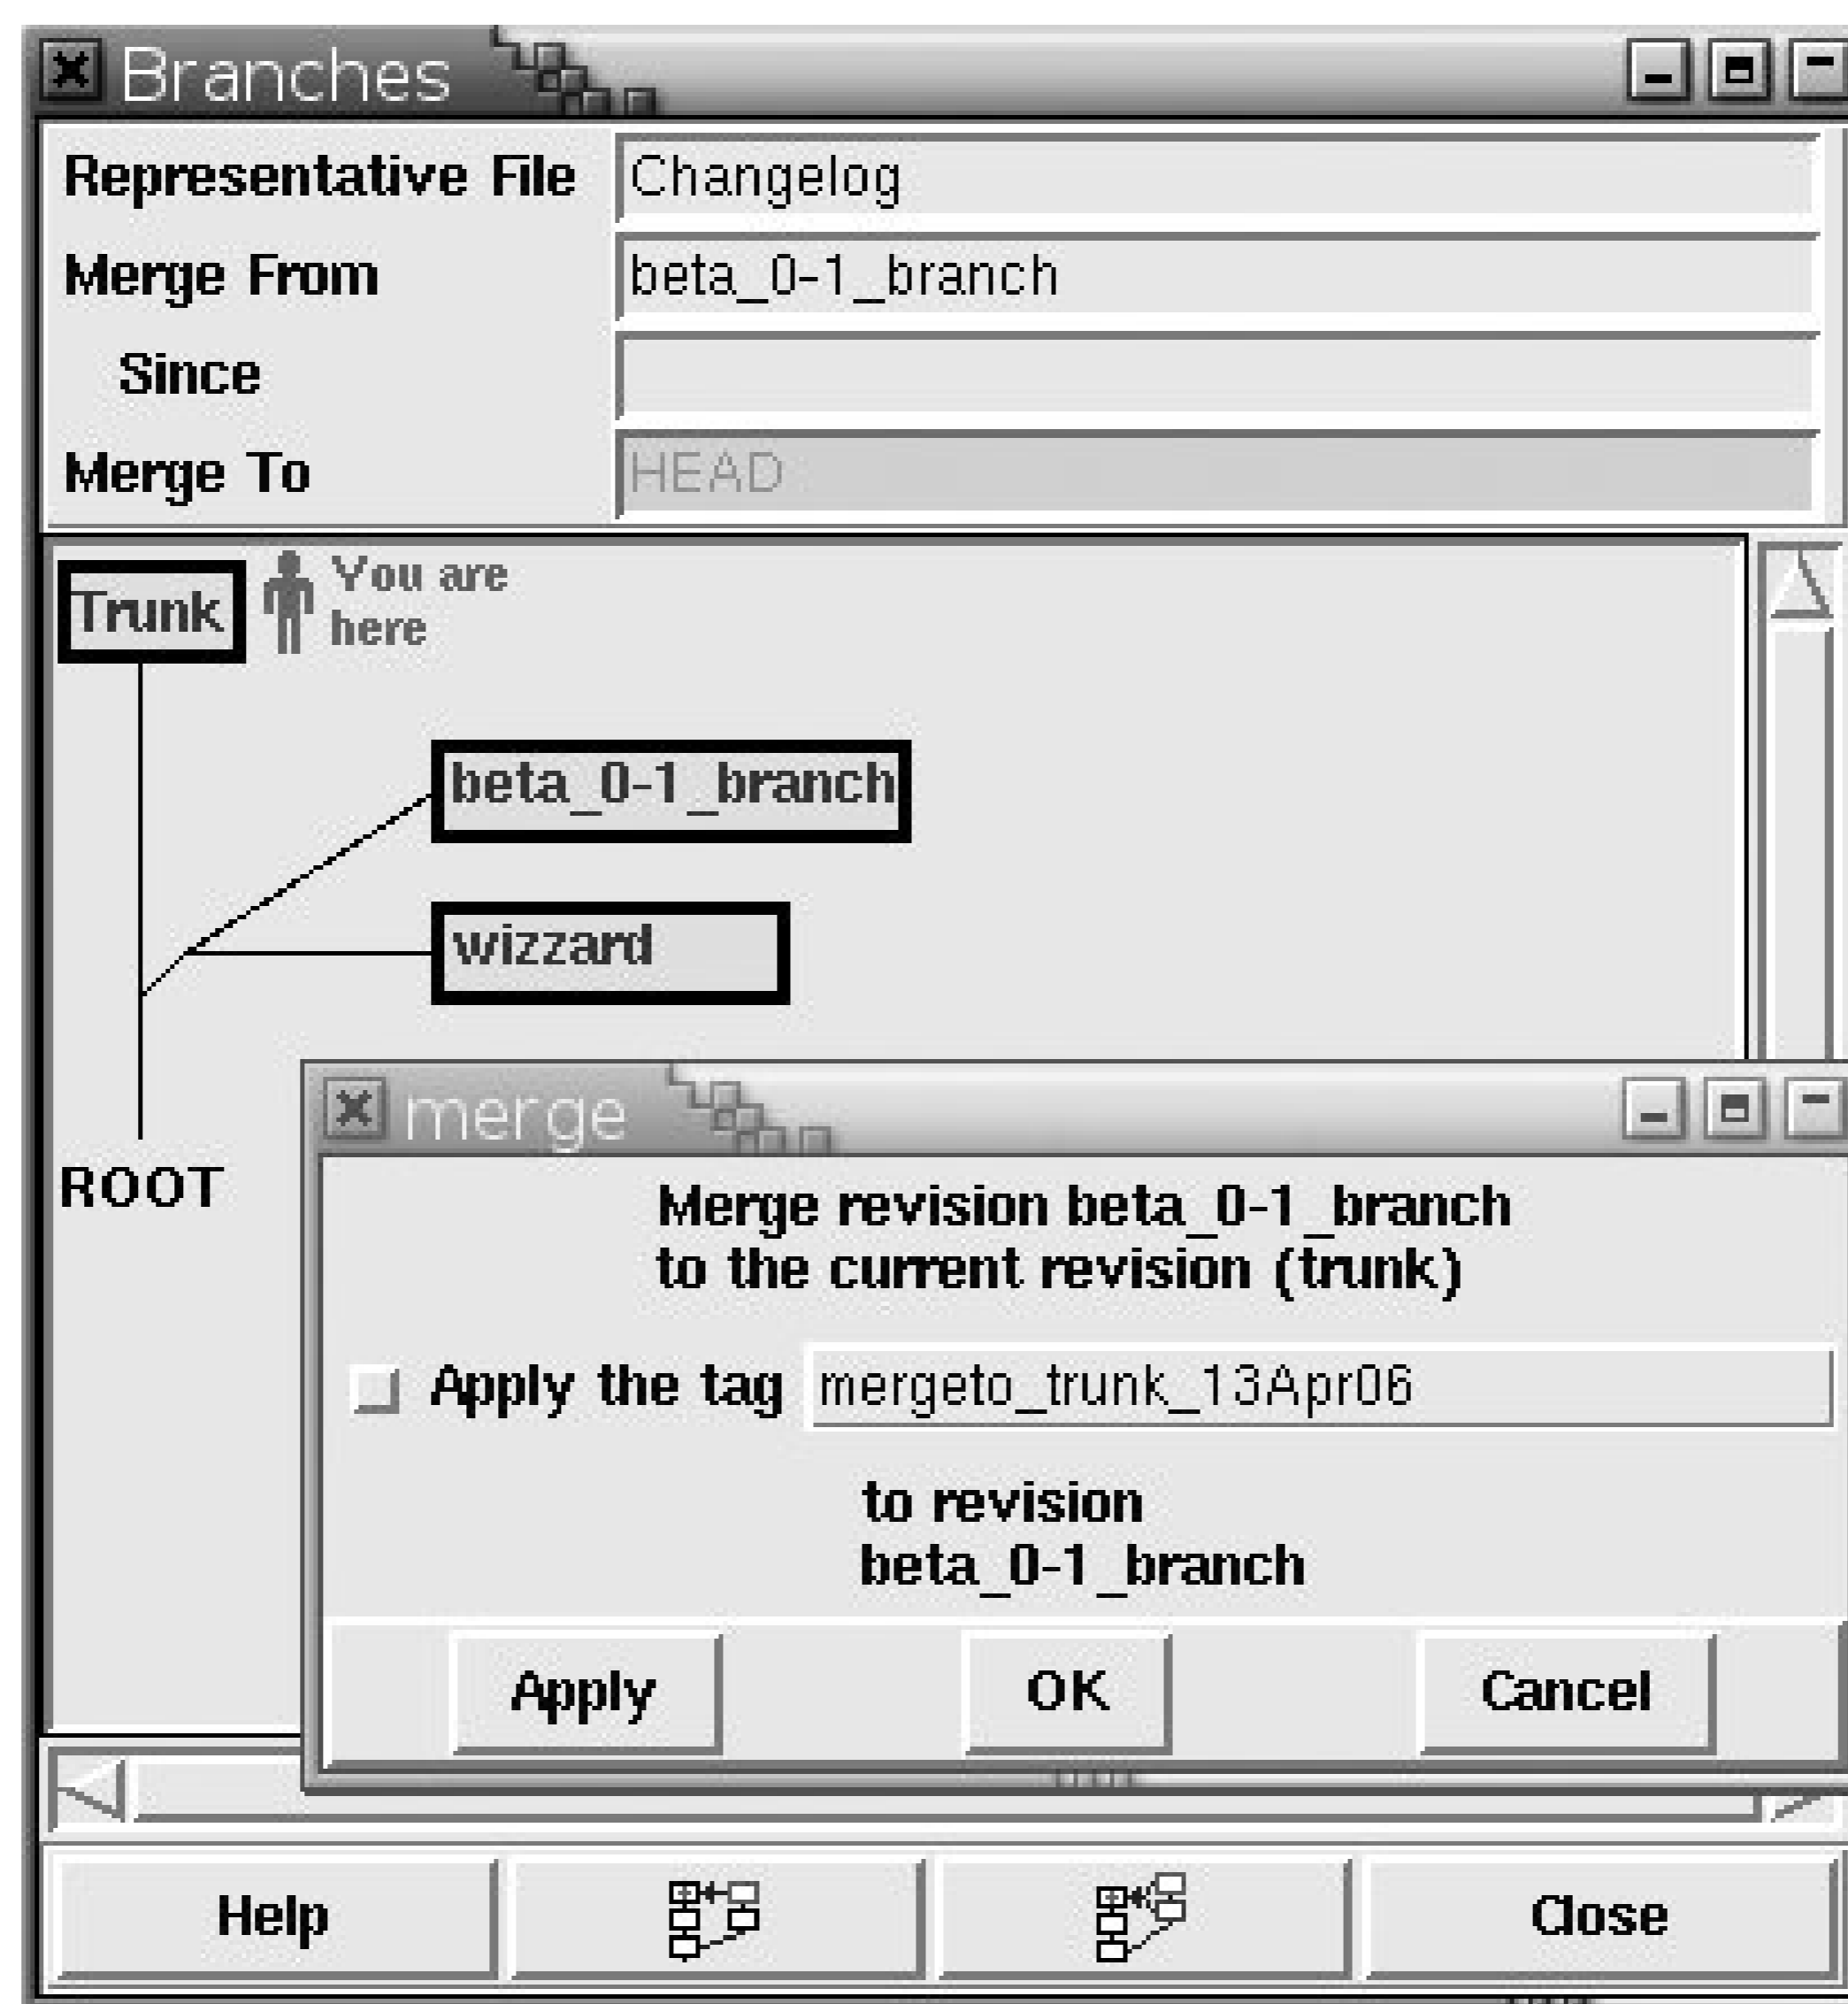 Branches
Representative File Changelog
Merge From beta_0-1_branch
Since
Merge To HEAD
Trunk
You are
here
beta_0-1_branch
wizzard
ROOT
merge
Merge revision beta_0-1_branch
to the current revision (trunk)
Apply the tag mergeto_trunk_13Apr06
to revision
beta_0-1_branch
Apply OK Cancel
Help Close